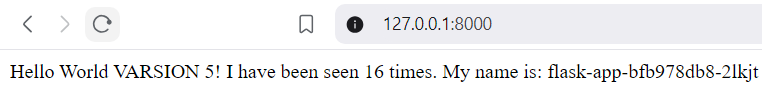 127.0.0.1:8000
Hello World VARSION 5! I have been seen 16 times. My name is: flask-app-bfb978db8-2lkjt